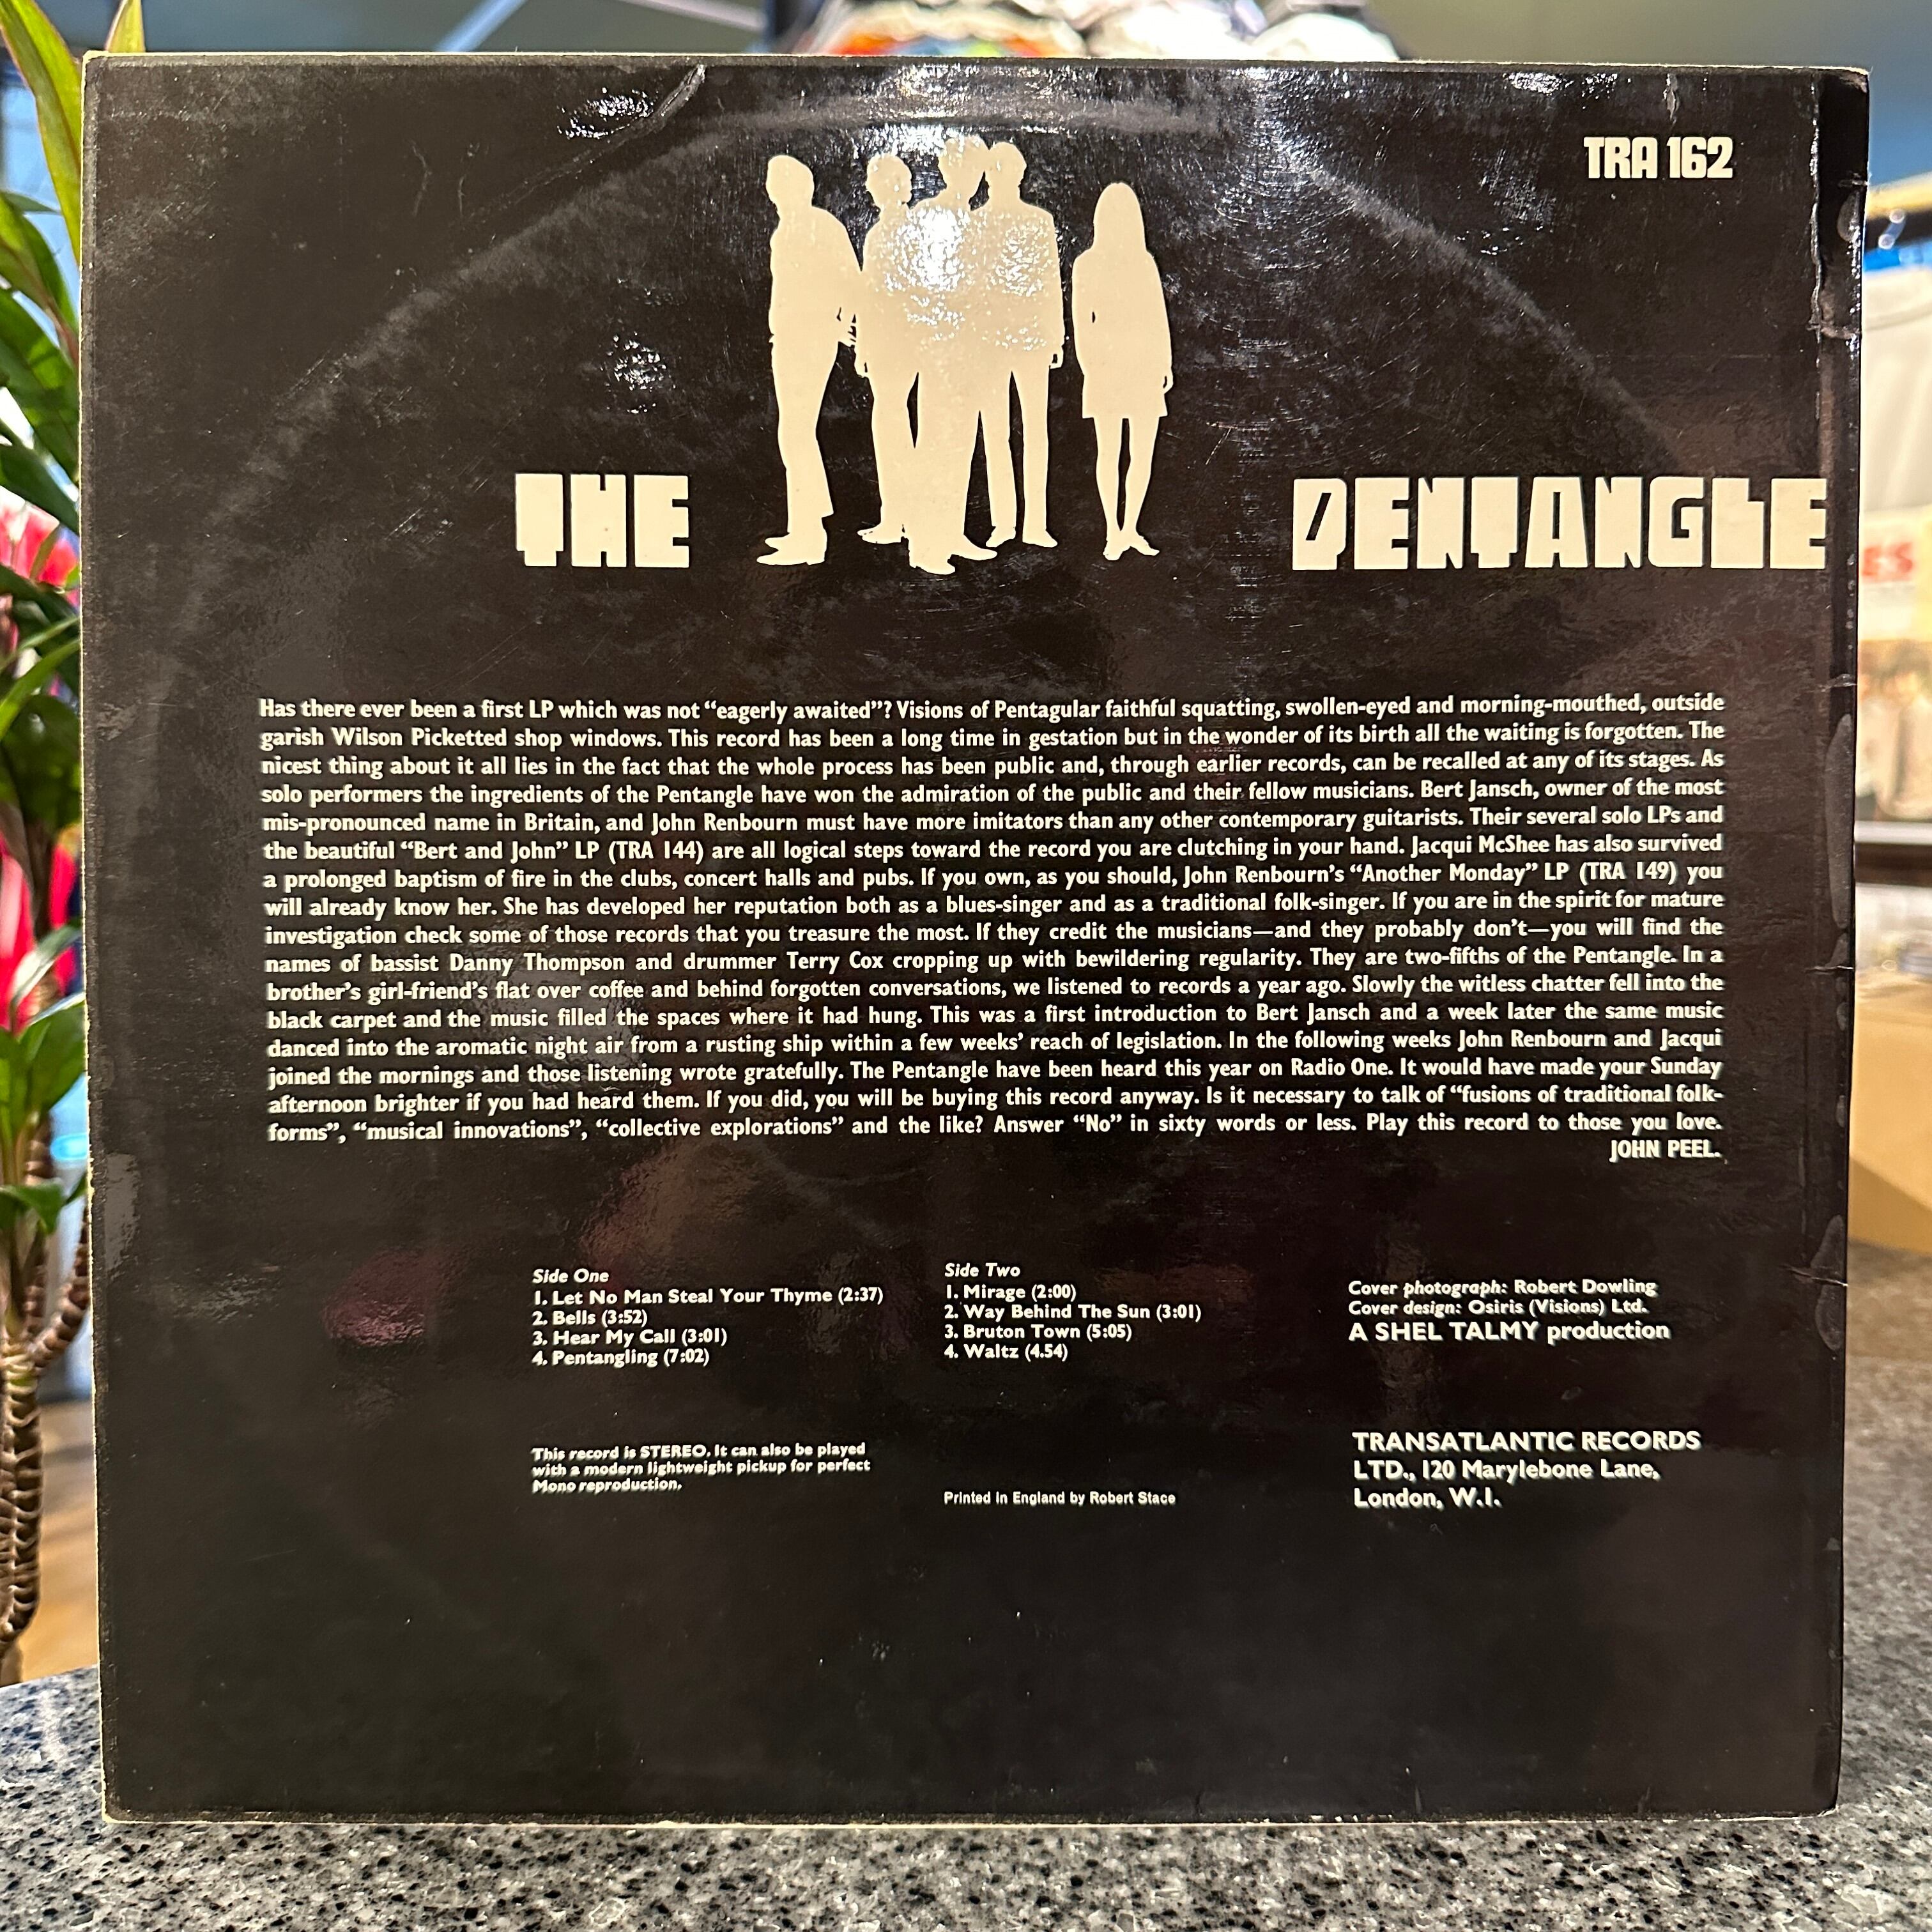 TRA 162
THE PENTANGLE
Has there ever been a first LP which was not “eagerly awaited”? Visions of Pentagular faithful squatting, swollen-eyed and morning-mouthed, outside
garish Wilson Picketted shop windows. This record has been a long time in gestation but in the wonder of its birth all the waiting is forgotten. The
nicest thing about it all lies in the fact that the whole process has been public and, through earlier records, can be recalled at any of its stages. As
solo performers the ingredients of the Pentangle have won the admiration of the public and their fellow musicians. Bert Jansch, owner of the most
mis-pronounced name in Britain, and John Renbourn must have more imitators than any other contemporary guitarists. Their several solo LPs and
the beautiful “Bert and John” LP (TRA 144) are all logical steps toward the record you are clutching in your hand. Jacqui McShee has also survived
a prolonged baptism of fire in the clubs, concert halls and pubs. If you own, as you should, John Renbourn’s “Another Monday” LP (TRA 149) you
will already know her. She has developed her reputation both as a blues-singer and as a traditional folk-singer. If you are in the spirit for mature
investigation check some of those records that you treasure the most. If they credit the musicians—and they probably don’t—you will find the
names of bassist Danny Thompson and drummer Terry Cox cropping up with bewildering regularity. They are two-fifths of the Pentangle. In a
brother’s girl-friend’s flat over coffee and behind forgotten conversations, we listened to records a year ago. Slowly the witless chatter fell into the
black carpet and the music filled the spaces where it had hung. This was a first introduction to Bert Jansch and a week later the same music
danced into the aromatic night air from a rusting ship within a few weeks’ reach of legislation. In the following weeks John Renbourn and Jacqui
joined the mornings and those listening wrote gratefully. The Pentangle have been heard this year on Radio One. It would have made your Sunday
afternoon brighter if you had heard them. If you did, you will be buying this record anyway. Is it necessary to talk of “fusions of traditional folk-
forms”, “musical innovations”, “collective explorations” and the like? Answer “No” in sixty words or less. Play this record to those you love.
JOHN PEEL.
Side One
1. Let No Man Steal Your Thyme (2:37)
2. Bells (3:52)
3. Hear My Call (3:01)
4. Pentangling (7:02)
Side Two
1. Mirage (2:00)
2. Way Behind The Sun (3:01)
3. Bruton Town (5:05)
4. Waltz (4.54)
Cover photograph: Robert Dowling
Cover design: Osiris (Visions) Ltd.
A SHEL TALMY production
This record is STEREO. It can also be played
with a modern lightweight pickup for perfect
Mono reproduction.
Printed in England by Robert Stace
TRANSATLANTIC RECORDS
LTD., 120 Marylebone Lane,
London, W.1.